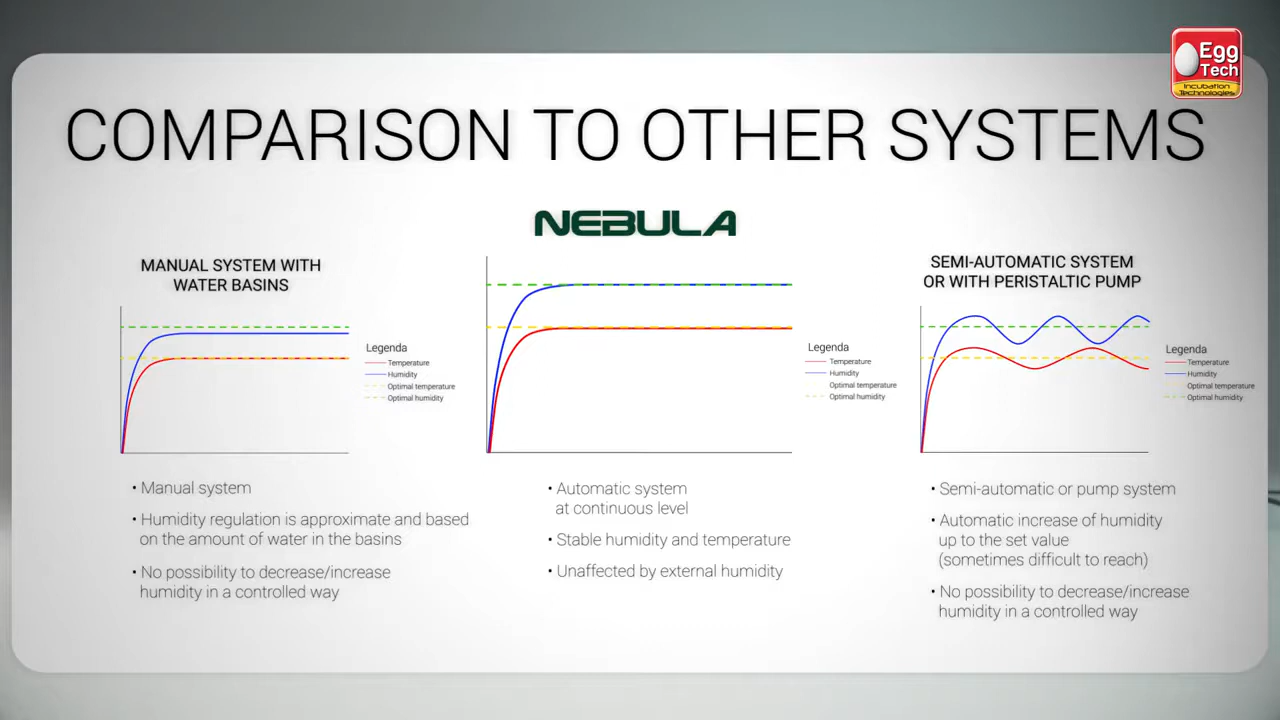 Egg
Tech
Incubation
Technologies
COMPARISON TO OTHER SYSTEMS
NEBULA
MANUAL SYSTEM WITH
WATER BASINS
Legenda
Temperature
Humidity
Optimal temperature
Optimal humidity
• Manual system
• Humidity regulation is approximate and based
on the amount of water in the basins
• No possibility to decrease/increase
humidity in a controlled way
Legenda
Temperature
Humidity
Optimal temperature
Optimal humidity
• Automatic system
at continuous level
• Stable humidity and temperature
• Unaffected by external humidity
SEMI-AUTOMATIC SYSTEM
OR WITH PERISTALTIC PUMP
Legenda
Temperature
Humidity
Optimal temperature
Optimal humidity
• Semi-automatic or pump system
• Automatic increase of humidity
up to the set value
(sometimes difficult to reach)
• No possibility to decrease/increase
humidity in a controlled way